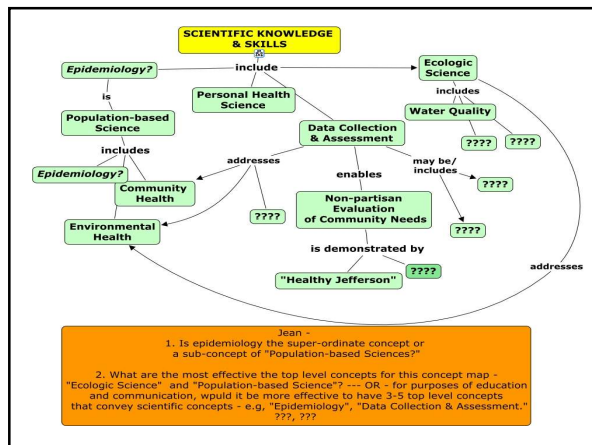 SCIENTIFIC KNOWLEDGE
& SKILLS
Epidemiology?
include
Ecologic
Science
is
Personal Health
Science
includes
Water Quality
Population-based
Science
Data Collection
& Assessment
????
????
includes
addresses
may be/
includes
Epidemiology?
Community
Health
enables
????
Non-partisan
Evaluation
of Community Needs
????
????
Environmental
Health
is demonstrated by
????
"Healthy Jefferson"
addresses
Jean -
1. Is epidemiology the super-ordinate concept or
a sub-concept of "Population-based Sciences?"
2. What are the most effective the top level concepts for this concept map -
"Ecologic Science" and "Population-based Science"? --- OR - for purposes of education
and communication, wpuld it be more effective to have 3-5 top level concepts
that convey scientific concepts - e.g, "Epidemiology", "Data Collection & Assessment."
???, ???